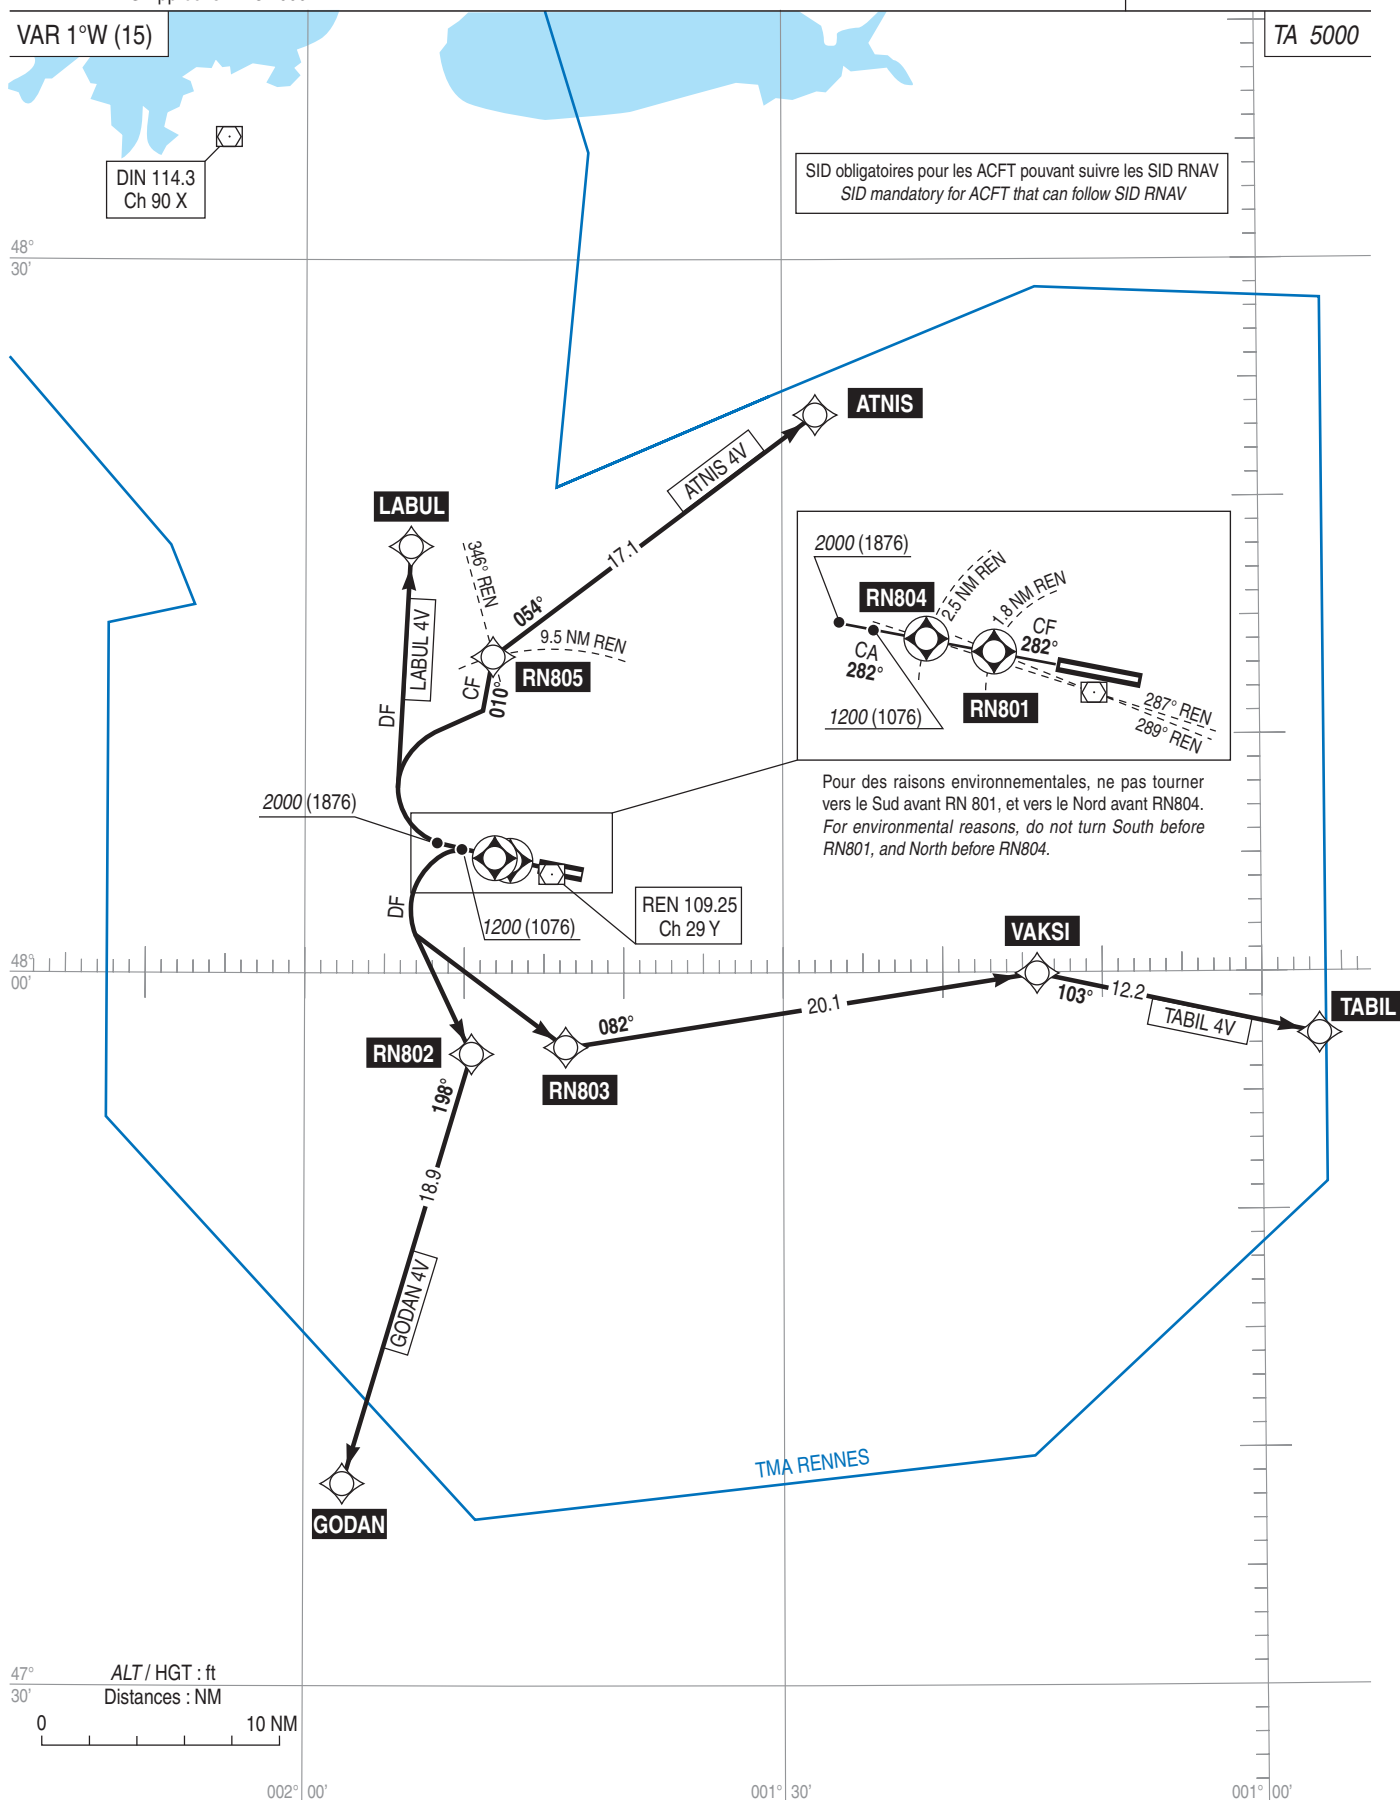 VAR 1°W (15)
TA 5000
DIN 114.3
Ch 90 X
SID obligatoires pour les ACFT pouvant suivre les SID RNAV
SID mandatory for ACFT that can follow SID RNAV
48°
30'
ATNIS
ATNIS 4V
LABUL
346° REN
17.1
054°
9.5 NM REN
LABUL 4V
RN805
CF
010°
DF
2000 (1876)
RN804
2.5 NM REN
1.8 NM REN
CF
282°
CA
282°
1200 (1076)
RN801
287° REN
289° REN
Pour des raisons environnementales, ne pas tourner
vers le Sud avant RN 801, et vers le Nord avant RN804.
For environmental reasons, do not turn South before
RN801, and North before RN804.
2000 (1876)
DF
1200 (1076)
REN 109.25
Ch 29 Y
VAKSI
48°
00'
103°
12.2
TABIL
TABIL 4V
20.1
082°
RN802
RN803
198°
18.9
GODAN 4V
TMA RENNES
GODAN
47°
30'
ALT / HGT : ft
Distances : NM
0
10 NM
002° 00'
001° 30'
001° 00'